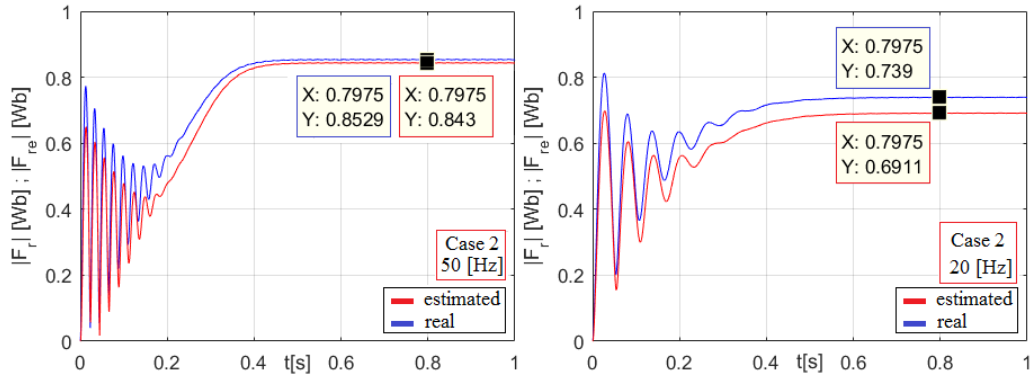 |F_r| [Wb] ; |F_re| [Wb]
0.8
0.6
0.4
0.2
0
X: 0.7975
Y: 0.8529
X: 0.7975
Y: 0.843
Case 2
50 [Hz]
estimated
real
0 0.2 0.4 0.6 0.8 1
t[s]
|F_r| [Wb] ; |F_re| [Wb]
1
0.8
0.6
0.4
0.2
0
X: 0.7975
Y: 0.739
X: 0.7975
Y: 0.6911
Case 2
20 [Hz]
estimated
real
0 0.2 0.4 0.6 0.8 1
t[s]